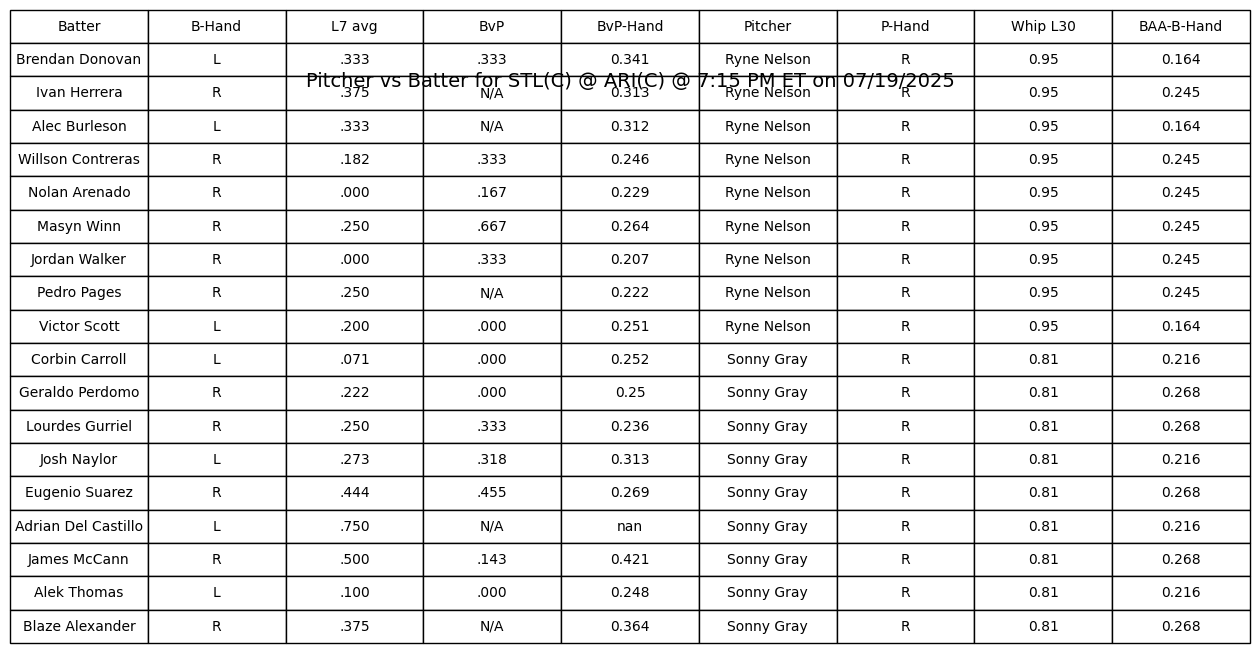 Batter B-Hand L7 avg BvP BvP-Hand Pitcher P-Hand Whip L30 BAA-B-Hand
Brendan Donovan L .333 .333 0.341 Ryne Nelson R 0.95 0.164
Pitcher vs Batter for STL(C) @ ARI(C) @ 7:15 PM ET on 07/19/2025
Ivan Herrera R .375 N/A 0.313 Ryne Nelson R 0.95 0.245
Alec Burleson L .333 N/A 0.312 Ryne Nelson R 0.95 0.164
Willson Contreras R .182 .333 0.246 Ryne Nelson R 0.95 0.245
Nolan Arenado R .000 .167 0.229 Ryne Nelson R 0.95 0.245
Masyn Winn R .250 .667 0.264 Ryne Nelson R 0.95 0.245
Jordan Walker R .000 .333 0.207 Ryne Nelson R 0.95 0.245
Pedro Pages R .250 N/A 0.222 Ryne Nelson R 0.95 0.245
Victor Scott L .200 .000 0.251 Ryne Nelson R 0.95 0.164
Corbin Carroll L .071 .000 0.252 Sonny Gray R 0.81 0.216
Geraldo Perdomo R .222 .000 0.25 Sonny Gray R 0.81 0.268
Lourdes Gurriel R .250 .333 0.236 Sonny Gray R 0.81 0.268
Josh Naylor L .273 .318 0.313 Sonny Gray R 0.81 0.216
Eugenio Suarez R .444 .455 0.269 Sonny Gray R 0.81 0.268
Adrian Del Castillo L .750 N/A nan Sonny Gray R 0.81 0.216
James McCann R .500 .143 0.421 Sonny Gray R 0.81 0.268
Alek Thomas L .100 .000 0.248 Sonny Gray R 0.81 0.216
Blaze Alexander R .375 N/A 0.364 Sonny Gray R 0.81 0.268